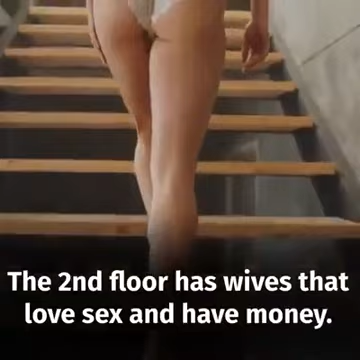 The 2nd floor has wives that
love sex and have money.